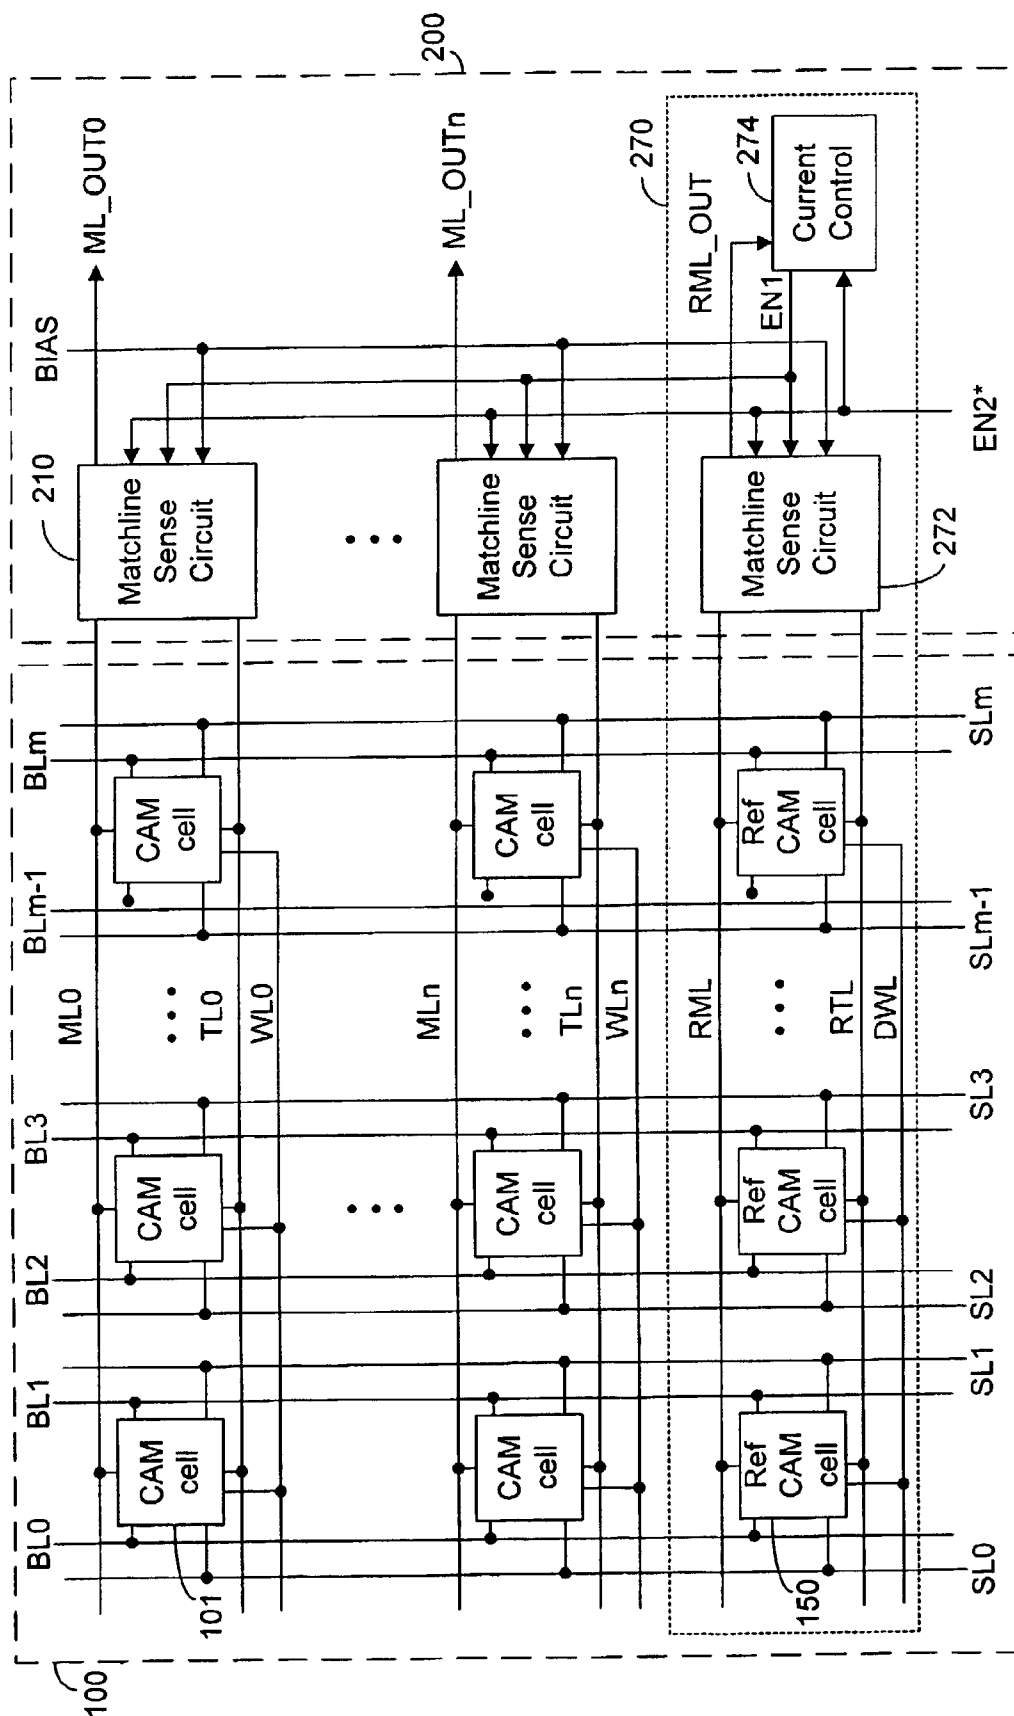 100
200
BL0
BL1
BL2
BL3
BLm-1
BLm
BIAS
ML0
ML_OUT0
CAM
cell
CAM
cell
CAM
cell
210
Matchline
Sense
Circuit
101
TL0
WL0
MLn
ML_OUTn
CAM
cell
CAM
cell
CAM
cell
Matchline
Sense
Circuit
TLn
WLn
270
RML
RML_OUT
EN1
274
Current
Control
Ref
CAM
cell
Ref
CAM
cell
Ref
CAM
cell
Matchline
Sense
Circuit
150
RTL
DWL
272
SL0
SL1
SL2
SL3
SLm-1
SLm
EN2*